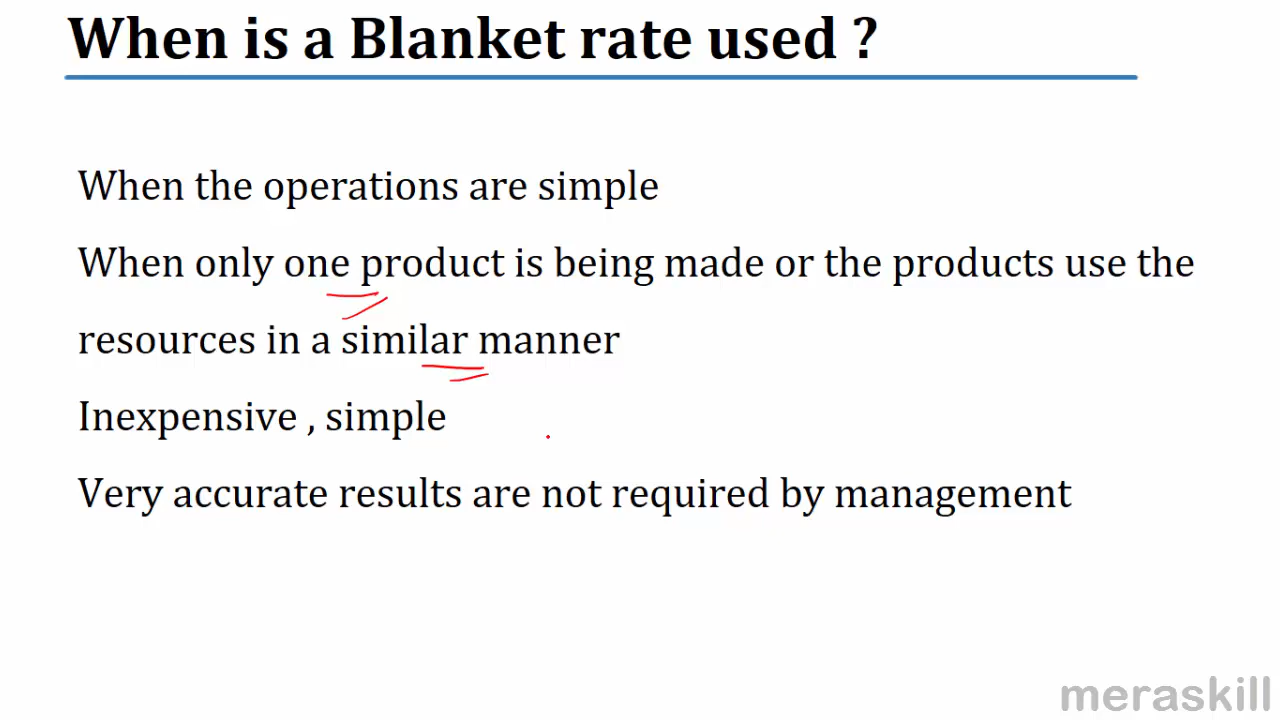 When is a Blanket rate used ?
When the operations are simple
When only one product is being made or the products use the
resources in a similar manner
Inexpensive , simple
Very accurate results are not required by management
meraskill